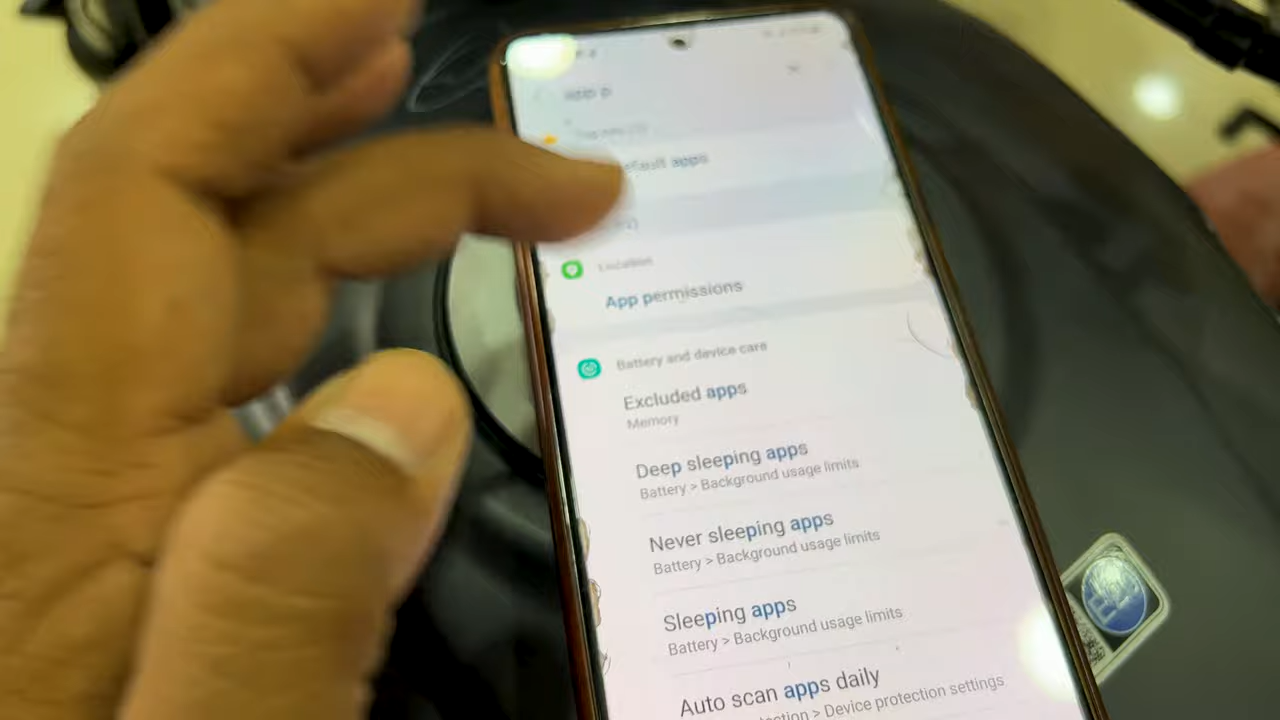 app p
efault apps
Location
App permissions
Battery and device care
Excluded apps
Memory
Deep sleeping apps
Battery > Background usage limits
Never sleeping apps
Battery > Background usage limits
Sleeping apps
Battery > Background usage limits
Auto scan apps daily
> Device protection settings